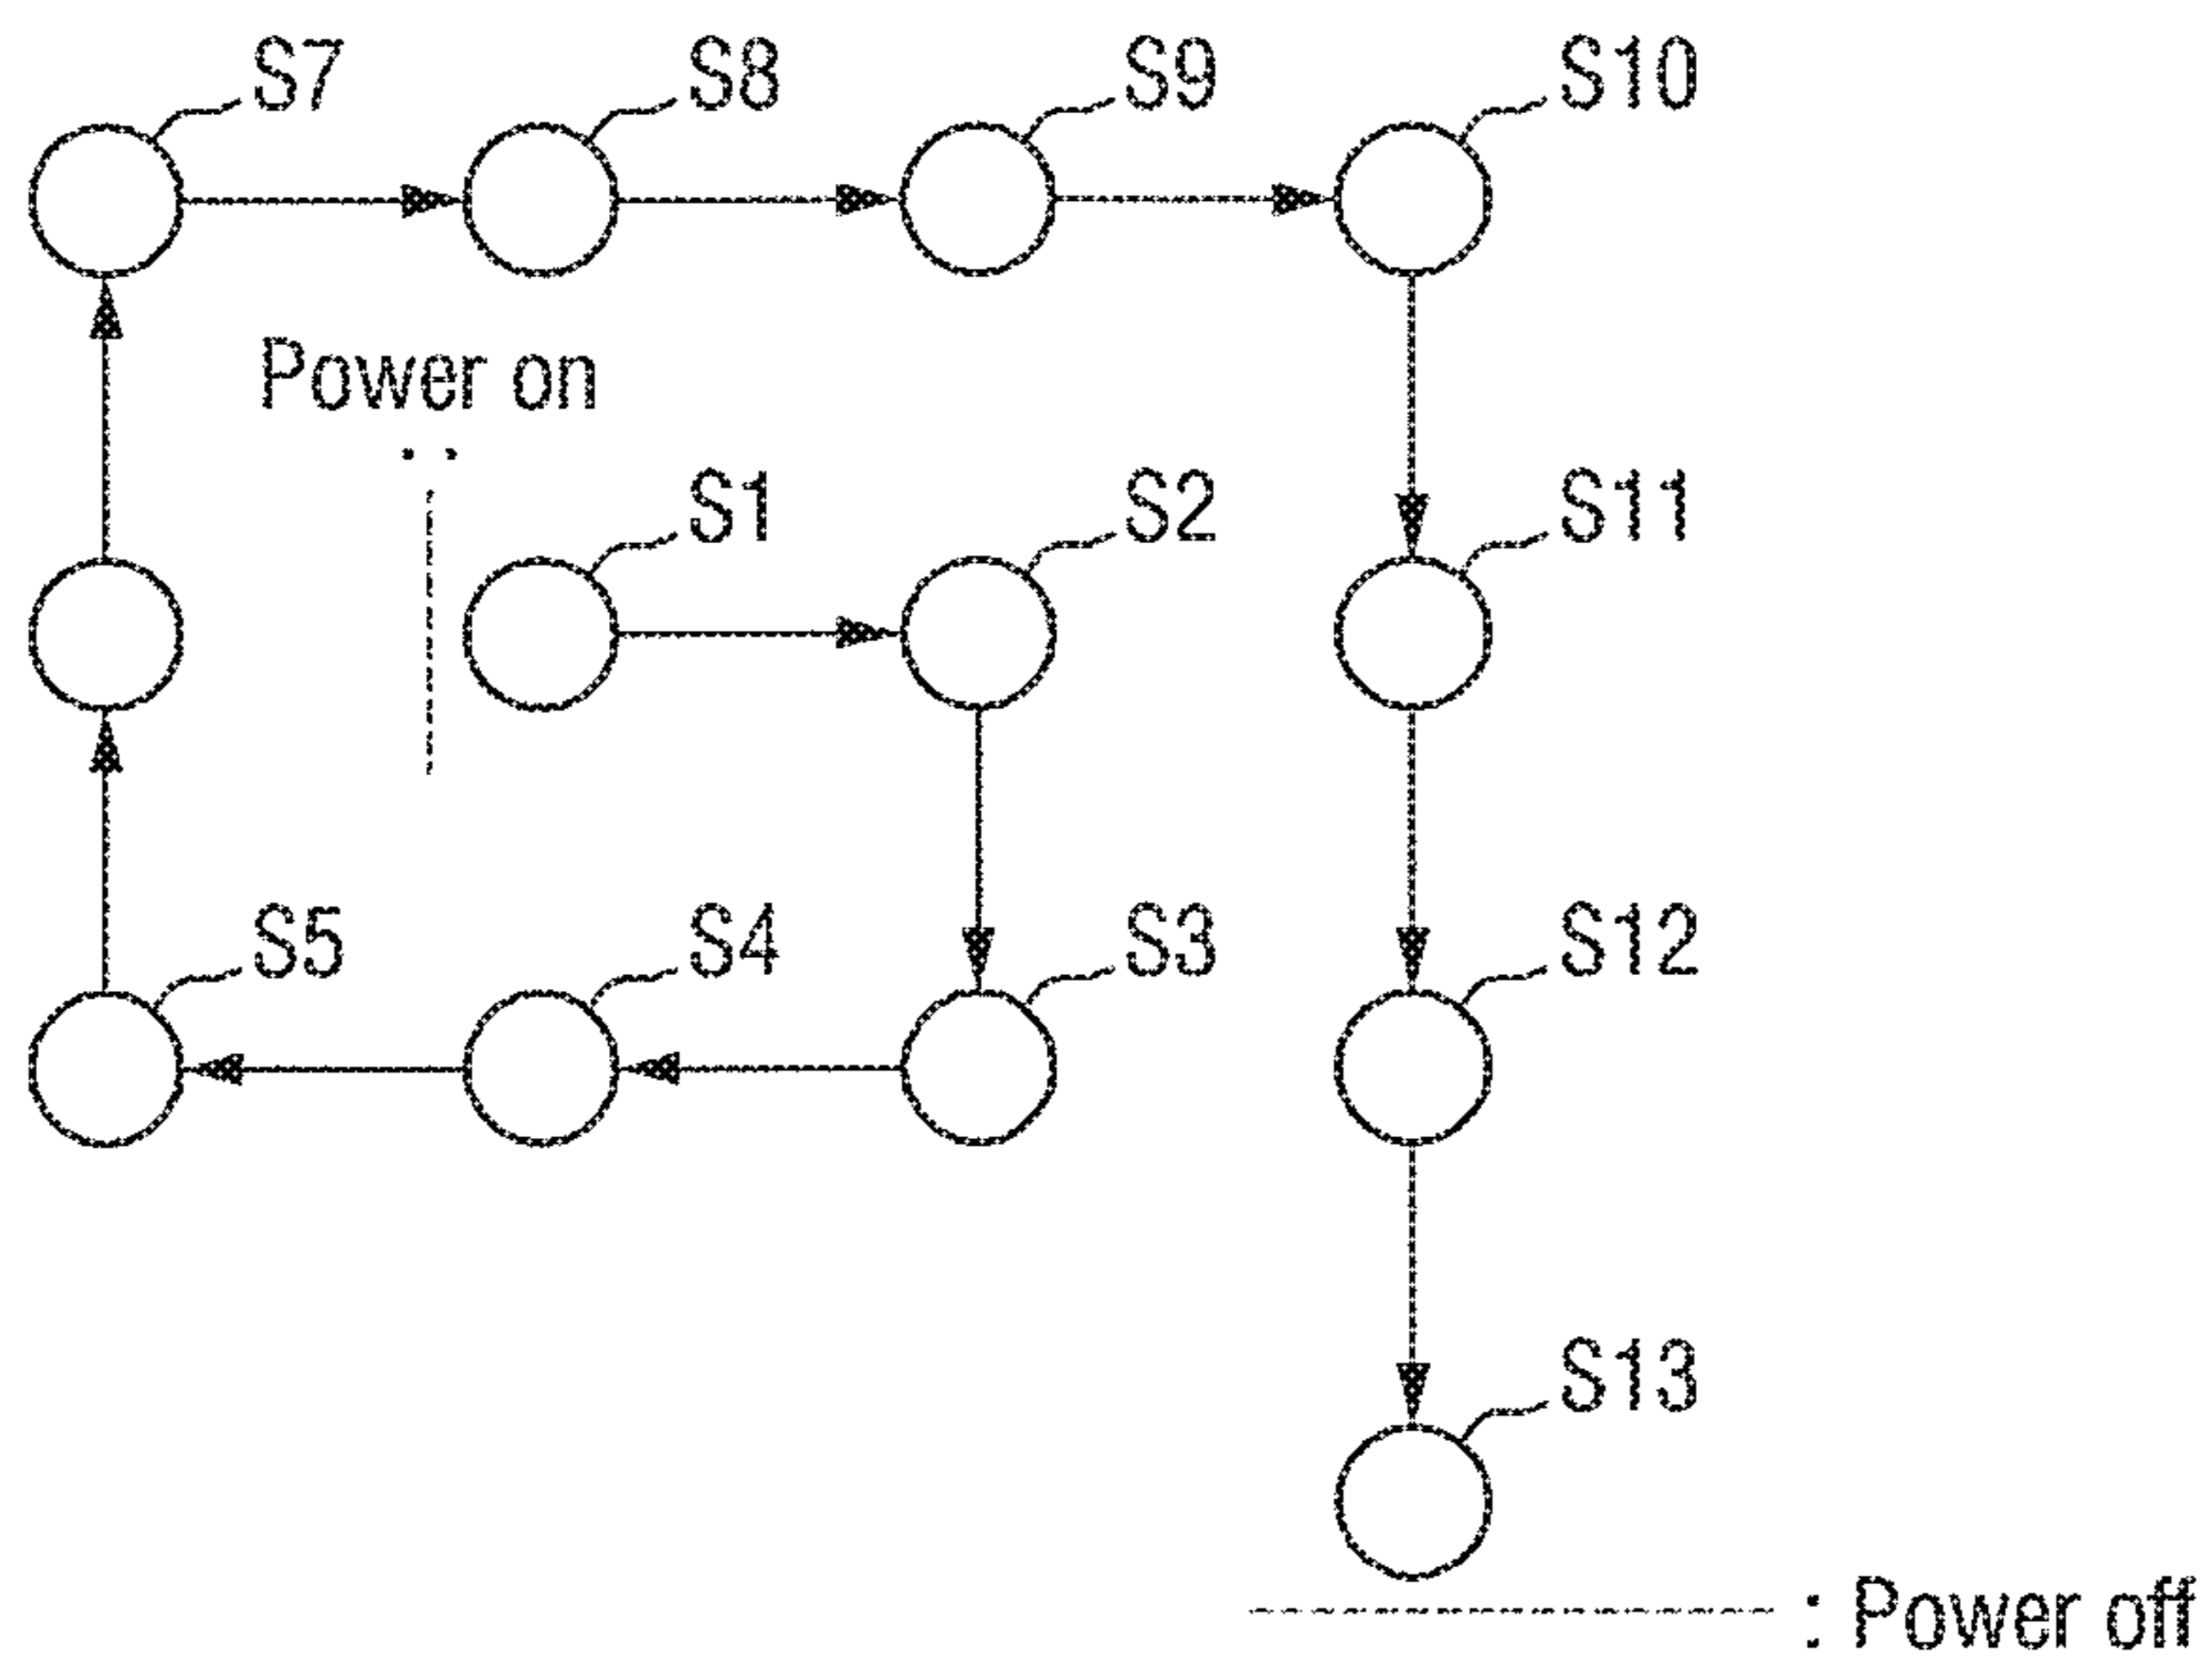 S7 S8 S9 S10
Power on
:
S1 S2 S11
S5 S4 S3 S12
S13
: Power off